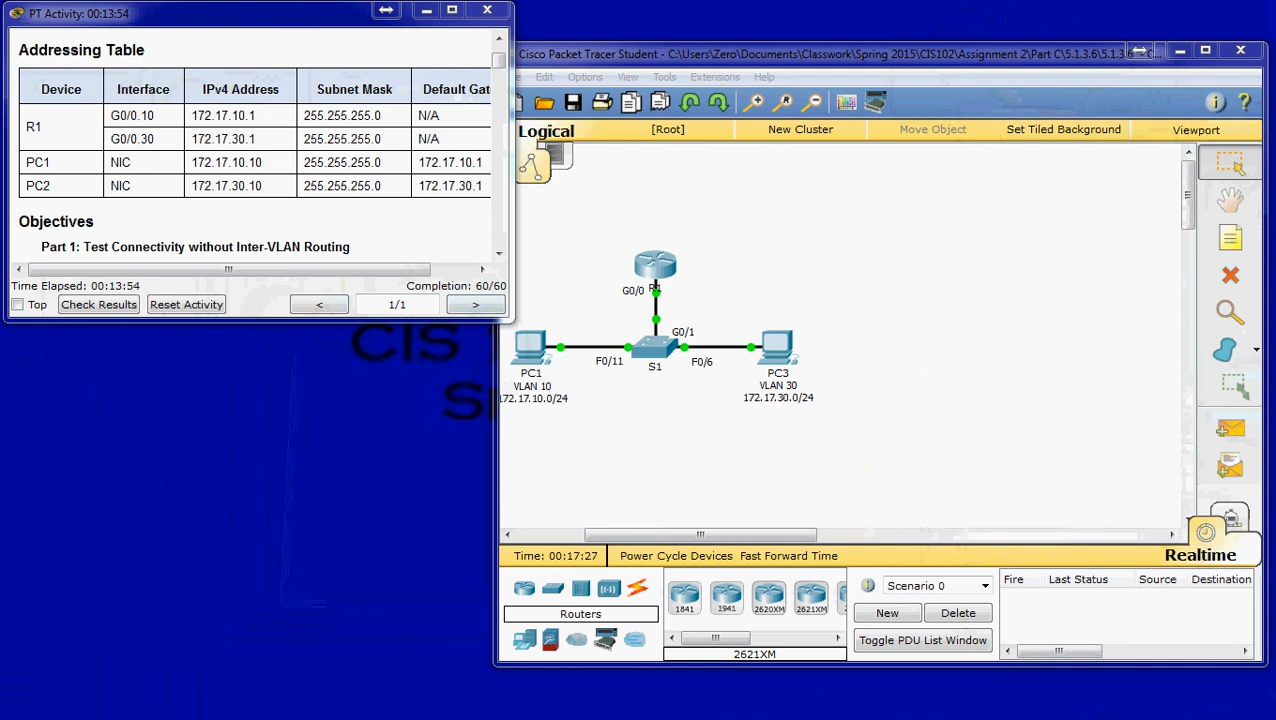 PT Activity: 00:13:54
Addressing Table
Device Interface IPv4 Address Subnet Mask Default Gate
R1 G0/0.10 172.17.10.1 255.255.255.0 N/A
G0/0.30 172.17.30.1 255.255.255.0 N/A
PC1 NIC 172.17.10.10 255.255.255.0 172.17.10.1
PC2 NIC 172.17.30.10 255.255.255.0 172.17.30.1
Objectives
Part 1: Test Connectivity without Inter-VLAN Routing
Time Elapsed: 00:13:54 Completion: 60/60
Top Check Results Reset Activity < 1/1 >
CIS
Cisco Packet Tracer Student - C:\Users\Zero\Documents\Classwork\Spring 2015\CIS102\Assignment 2\Part C\5.1.3.6\5.1.3.6 - C...
Edit Options View Tools Extensions Help
Logical [Root] New Cluster Move Object Set Tiled Background Viewport
G0/0 R1
G0/1
F0/11 S1 F0/6
PC1
VLAN 10
172.17.10.0/24
PC3
VLAN 30
172.17.30.0/24
Time: 00:17:27 Power Cycle Devices Fast Forward Time
Realtime
Routers
1841 1941 2620XM 2621XM
2621XM
Scenario 0
New Delete
Toggle PDU List Window
Fire Last Status Source Destination